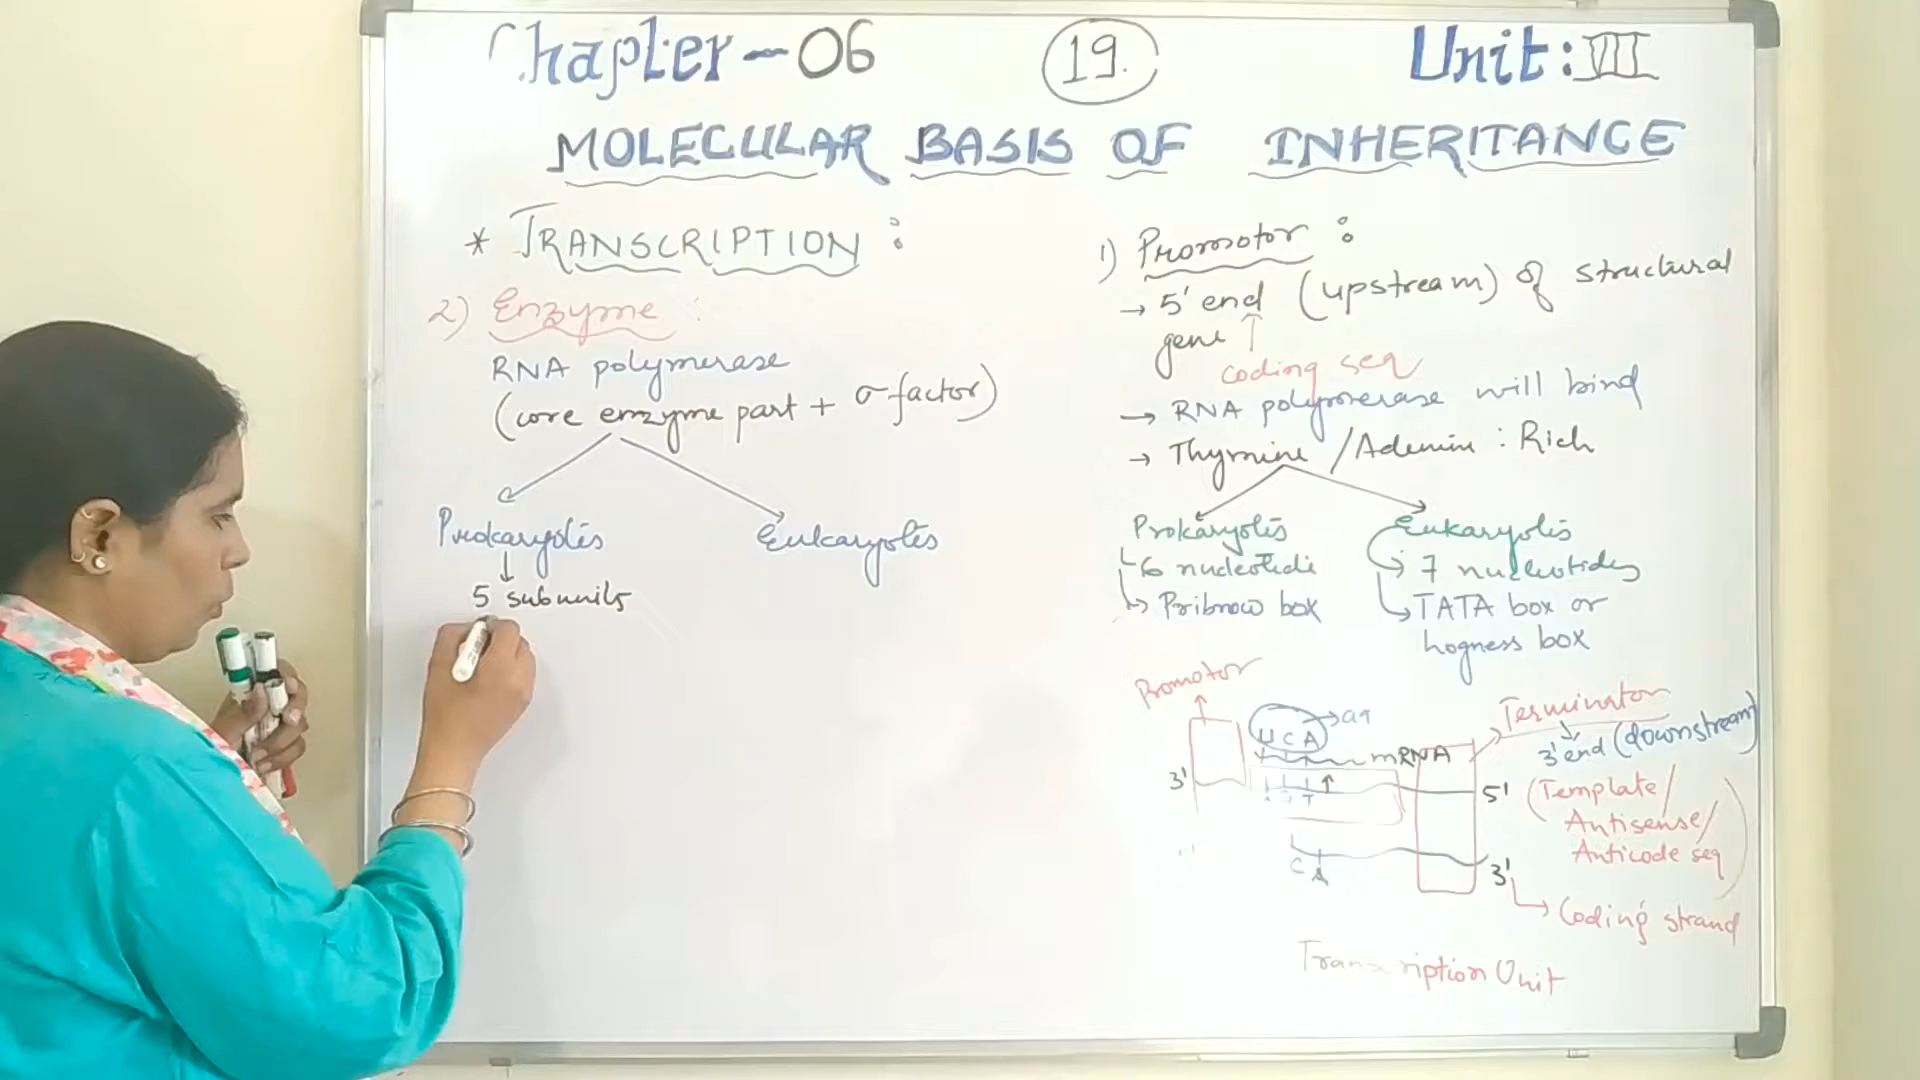 Chapter-06
19.
Unit: VII
MOLECULAR BASIS OF INHERITANCE
* TRANSCRIPTION :
2) Enzyme :
RNA polymerase
(core enzyme part + σ-factor)
Prokaryotes
Eukaryotes
5 subunits
1) Promotor :
→ 5' end (upstream) of structural
gene
coding seq
→ RNA polymerase will bind
→ Thymine / Adenine : Rich
Prokaryotes
6 nucleotide
Pribnow box
Eukaryotes
7 nucleotides
TATA box or
hogness box
Promotor
UCA → aa
mRNA
Terminator
3' end (downstream)
3'
5'
(Template/
Antisense/
Anticode seq)
T
C A
3'
Coding strand
Transcription Unit